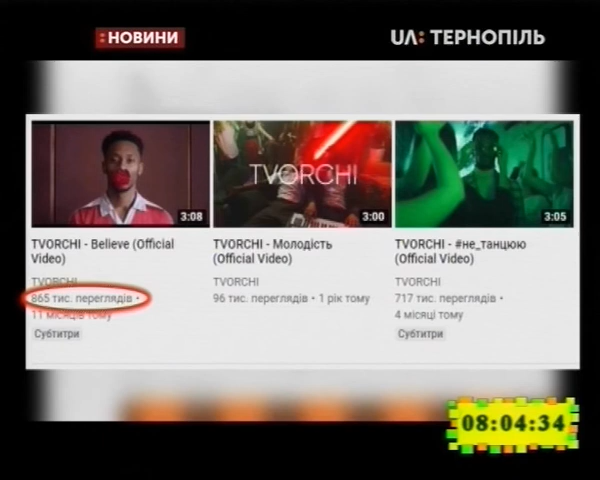 :НОВИНИ
UA: ТЕРНОПІЛЬ
TVORCHI
3:08
3:00
3:05
TVORCHI - Believe (Official
Video)
TVORCHI
865 тис. переглядів •
11 місяців тому
Субтитри
TVORCHI - Молодість
(Official Video)
TVORCHI
96 тис. переглядів • 1 рік тому
TVORCHI - #не_танцюю
(Official Video)
TVORCHI
717 тис. переглядів •
4 місяці тому
Субтитри
08:04:34